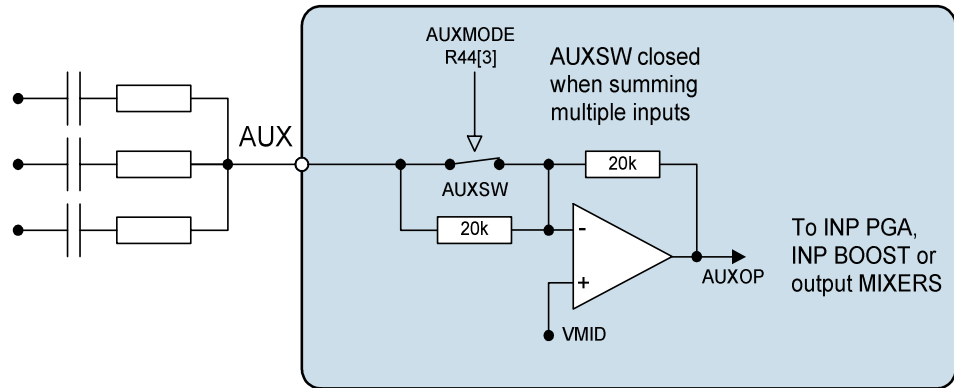 AUXMODE
R44[3]
AUXSW closed
when summing
multiple inputs
AUX
AUXSW
20k
20k
-
+
VMID
AUXOP
To INP PGA,
INP BOOST or
output MIXERS